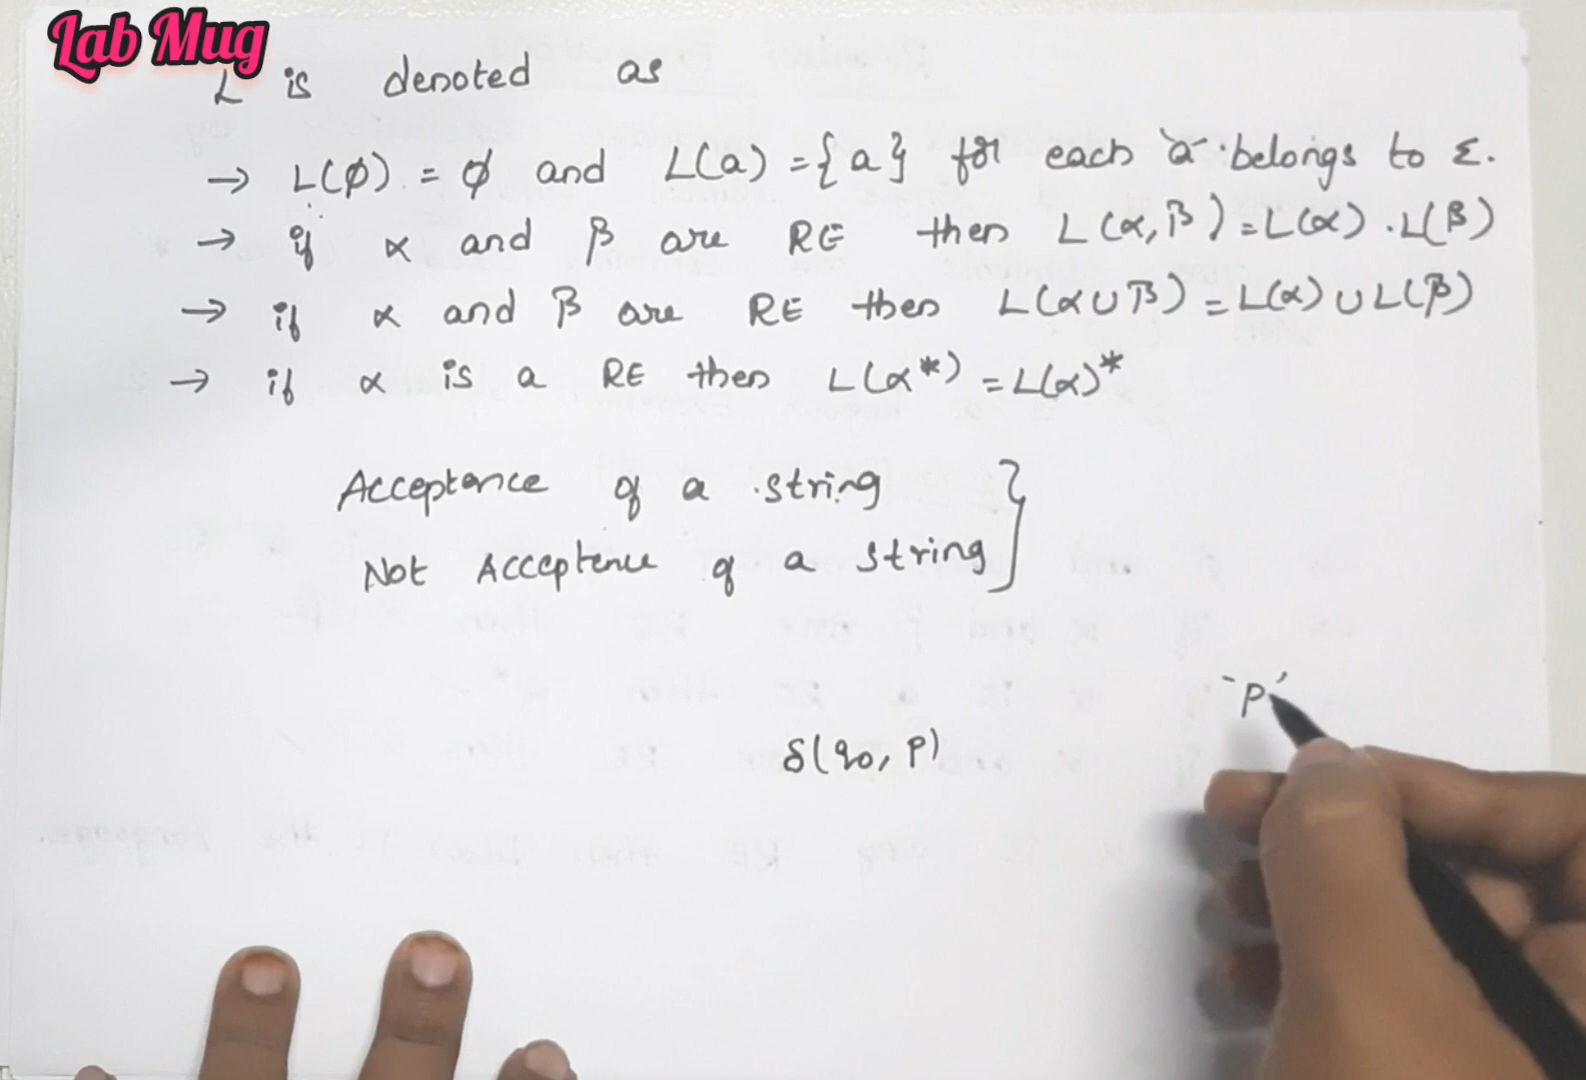 Lab Mug
L is denoted as
→ L(ϕ) = ϕ and L(a) = {a} for each `a´ belongs to Σ.
→ if α and β are RE then L(α, β) = L(α) . L(β)
→ if α and β are RE then L(α ∪ β) = L(α) ∪ L(β)
→ if α is a RE then L(α*) = L(α)*
Acceptance of a string }
Not Acceptence of a string
`P´
δ(q0, P)